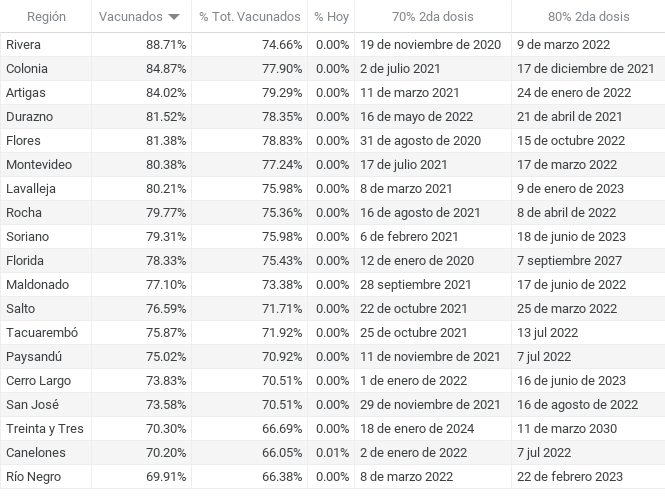 Región Vacunados % Tot. Vacunados % Hoy 70% 2da dosis 80% 2da dosis
Rivera 88.71% 74.66% 0.00% 19 de noviembre de 2020 9 de marzo 2022
Colonia 84.87% 77.90% 0.00% 2 de julio 2021 17 de diciembre de 2021
Artigas 84.02% 79.29% 0.00% 11 de marzo 2021 24 de enero de 2022
Durazno 81.52% 78.35% 0.00% 16 de mayo de 2022 21 de abril de 2021
Flores 81.38% 78.83% 0.00% 31 de agosto de 2020 15 de octubre 2022
Montevideo 80.38% 77.24% 0.00% 17 de julio 2021 17 de marzo 2022
Lavalleja 80.21% 75.98% 0.00% 8 de marzo 2021 9 de enero de 2023
Rocha 79.77% 75.36% 0.00% 16 de agosto de 2021 8 de abril de 2022
Soriano 79.31% 75.98% 0.00% 6 de febrero 2021 18 de junio de 2023
Florida 78.33% 75.43% 0.00% 12 de enero de 2020 7 septiembre 2027
Maldonado 77.10% 73.38% 0.00% 28 septiembre 2021 17 de junio de 2022
Salto 76.59% 71.71% 0.00% 22 de octubre 2021 25 de marzo 2022
Tacuarembó 75.87% 71.92% 0.00% 25 de octubre 2021 13 jul 2022
Paysandú 75.02% 70.92% 0.00% 11 de noviembre de 2021 7 jul 2022
Cerro Largo 73.83% 70.51% 0.00% 1 de enero de 2022 16 de junio de 2023
San José 73.58% 70.51% 0.00% 29 de noviembre de 2021 16 de agosto de 2022
Treinta y Tres 70.30% 66.69% 0.00% 18 de enero de 2024 11 de marzo 2030
Canelones 70.20% 66.05% 0.01% 2 de enero de 2022 7 jul 2022
Río Negro 69.91% 66.38% 0.00% 8 de marzo 2022 22 de febrero 2023